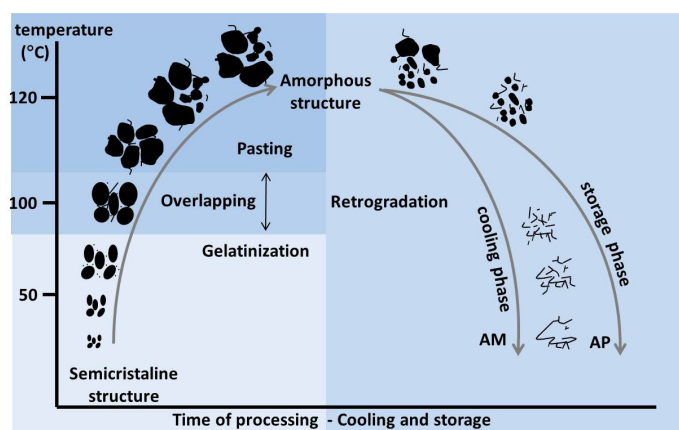 temperature
(°C)
120
Amorphous
structure
Pasting
100
Overlapping
Retrogradation
Gelatinization
cooling phase
storage phase
50
AM
AP
Semicristaline
structure
Time of processing - Cooling and storage